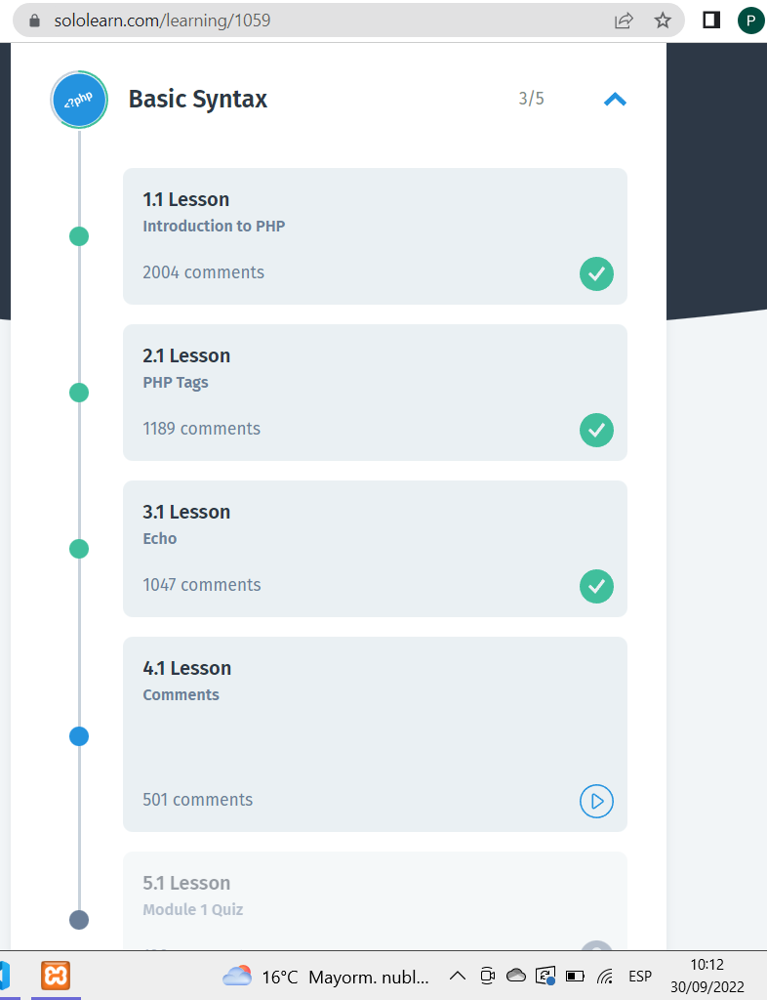 sololearn.com/learning/1059
P
<?php
Basic Syntax
3/5
1.1 Lesson
Introduction to PHP
2004 comments
2.1 Lesson
PHP Tags
1189 comments
3.1 Lesson
Echo
1047 comments
4.1 Lesson
Comments
501 comments
5.1 Lesson
Module 1 Quiz
16°C Mayorm. nubl...
ESP
10:12
30/09/2022